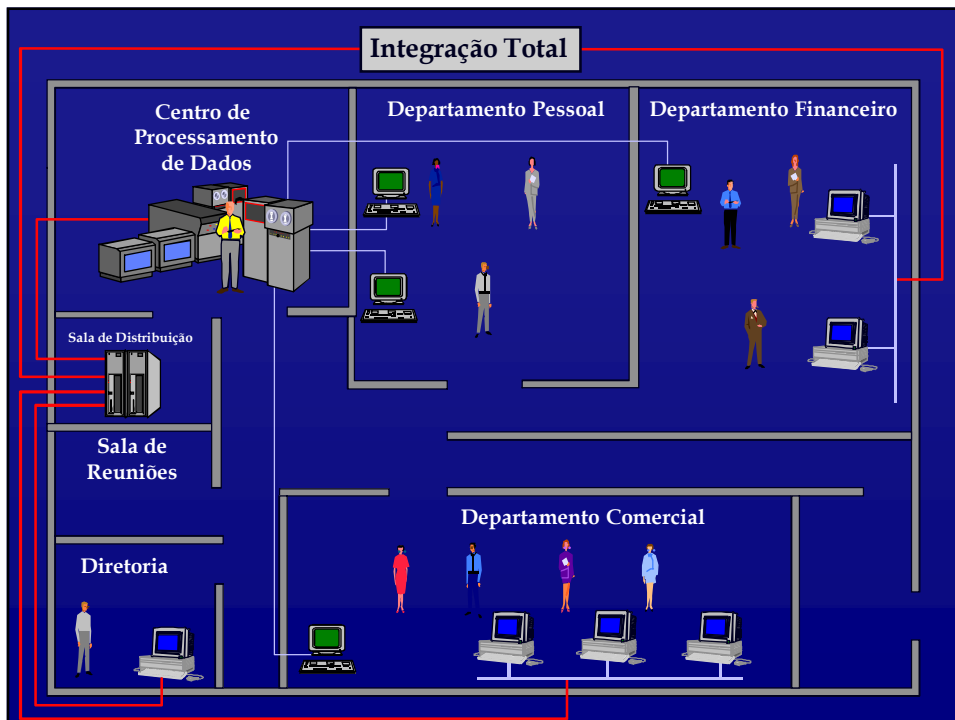 Integração Total
Centro de
Processamento
de Dados
Departamento Pessoal
Departamento Financeiro
Sala de Distribuição
Sala de
Reuniões
Departamento Comercial
Diretoria